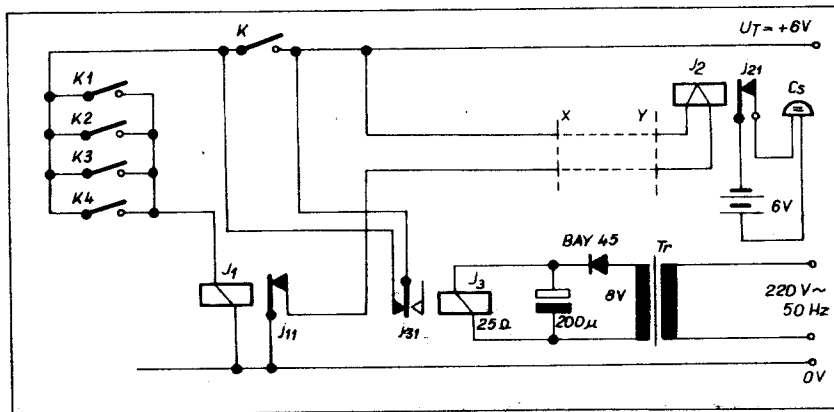 K
U_T = +6V
K1
K2
K3
K4
X
Y
J2
j21
Cs
6V
BAY 45
Tr
J1
j11
j31
J3
25Ω
200μ
8V
220 V~
50 Hz
0V